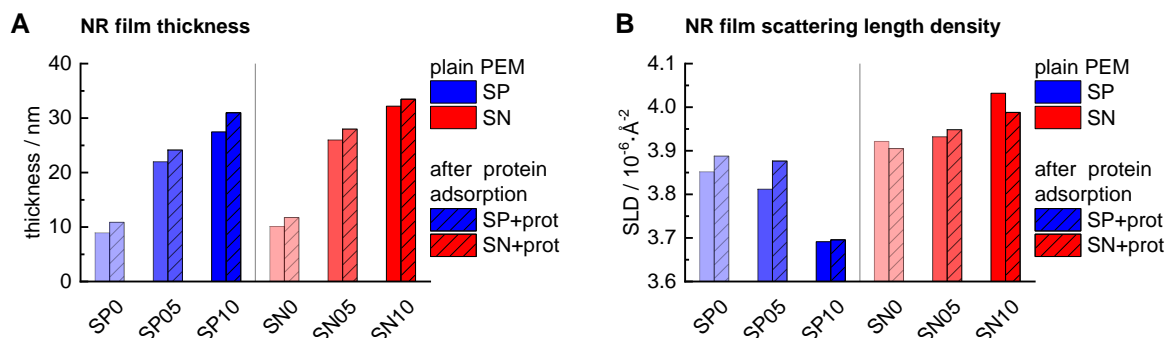 A NR film thickness
thickness / nm
40
30
20
10
0
SP0 SP05 SP10 SN0 SN05 SN10
plain PEM
SP
SN
after protein
adsorption
SP+prot
SN+prot
B NR film scattering length density
SLD / 10⁻⁶·Å⁻²
4.1
4.0
3.9
3.8
3.7
3.6
SP0 SP05 SP10 SN0 SN05 SN10
plain PEM
SP
SN
after protein
adsorption
SP+prot
SN+prot